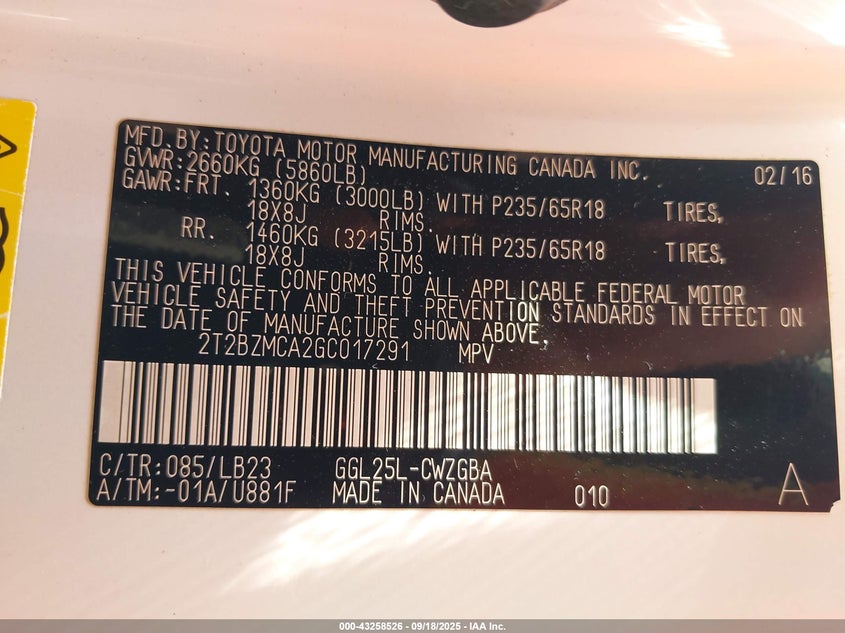 MFD.BY:TOYOTA MOTOR MANUFACTURING CANADA INC. 02/16
GVWR:2660KG (5860LB)
GAWR:FRT. 1360KG (3000LB) WITH P235/65R18 TIRES,
18X8J RIMS.
RR. 1460KG (3215LB) WITH P235/65R18 TIRES,
18X8J RIMS.
THIS VEHICLE CONFORMS TO ALL APPLICABLE FEDERAL MOTOR
VEHICLE SAFETY AND THEFT PREVENTION STANDARDS IN EFFECT ON
THE DATE OF MANUFACTURE SHOWN ABOVE.
2T2BZMCA2GC017291 MPV
C/TR:085/LB23 GGL25L-CWZGBA
A/TM:-01A/U881F MADE IN CANADA 010 A
000-43258526 - 09/18/2025 - IAA Inc.